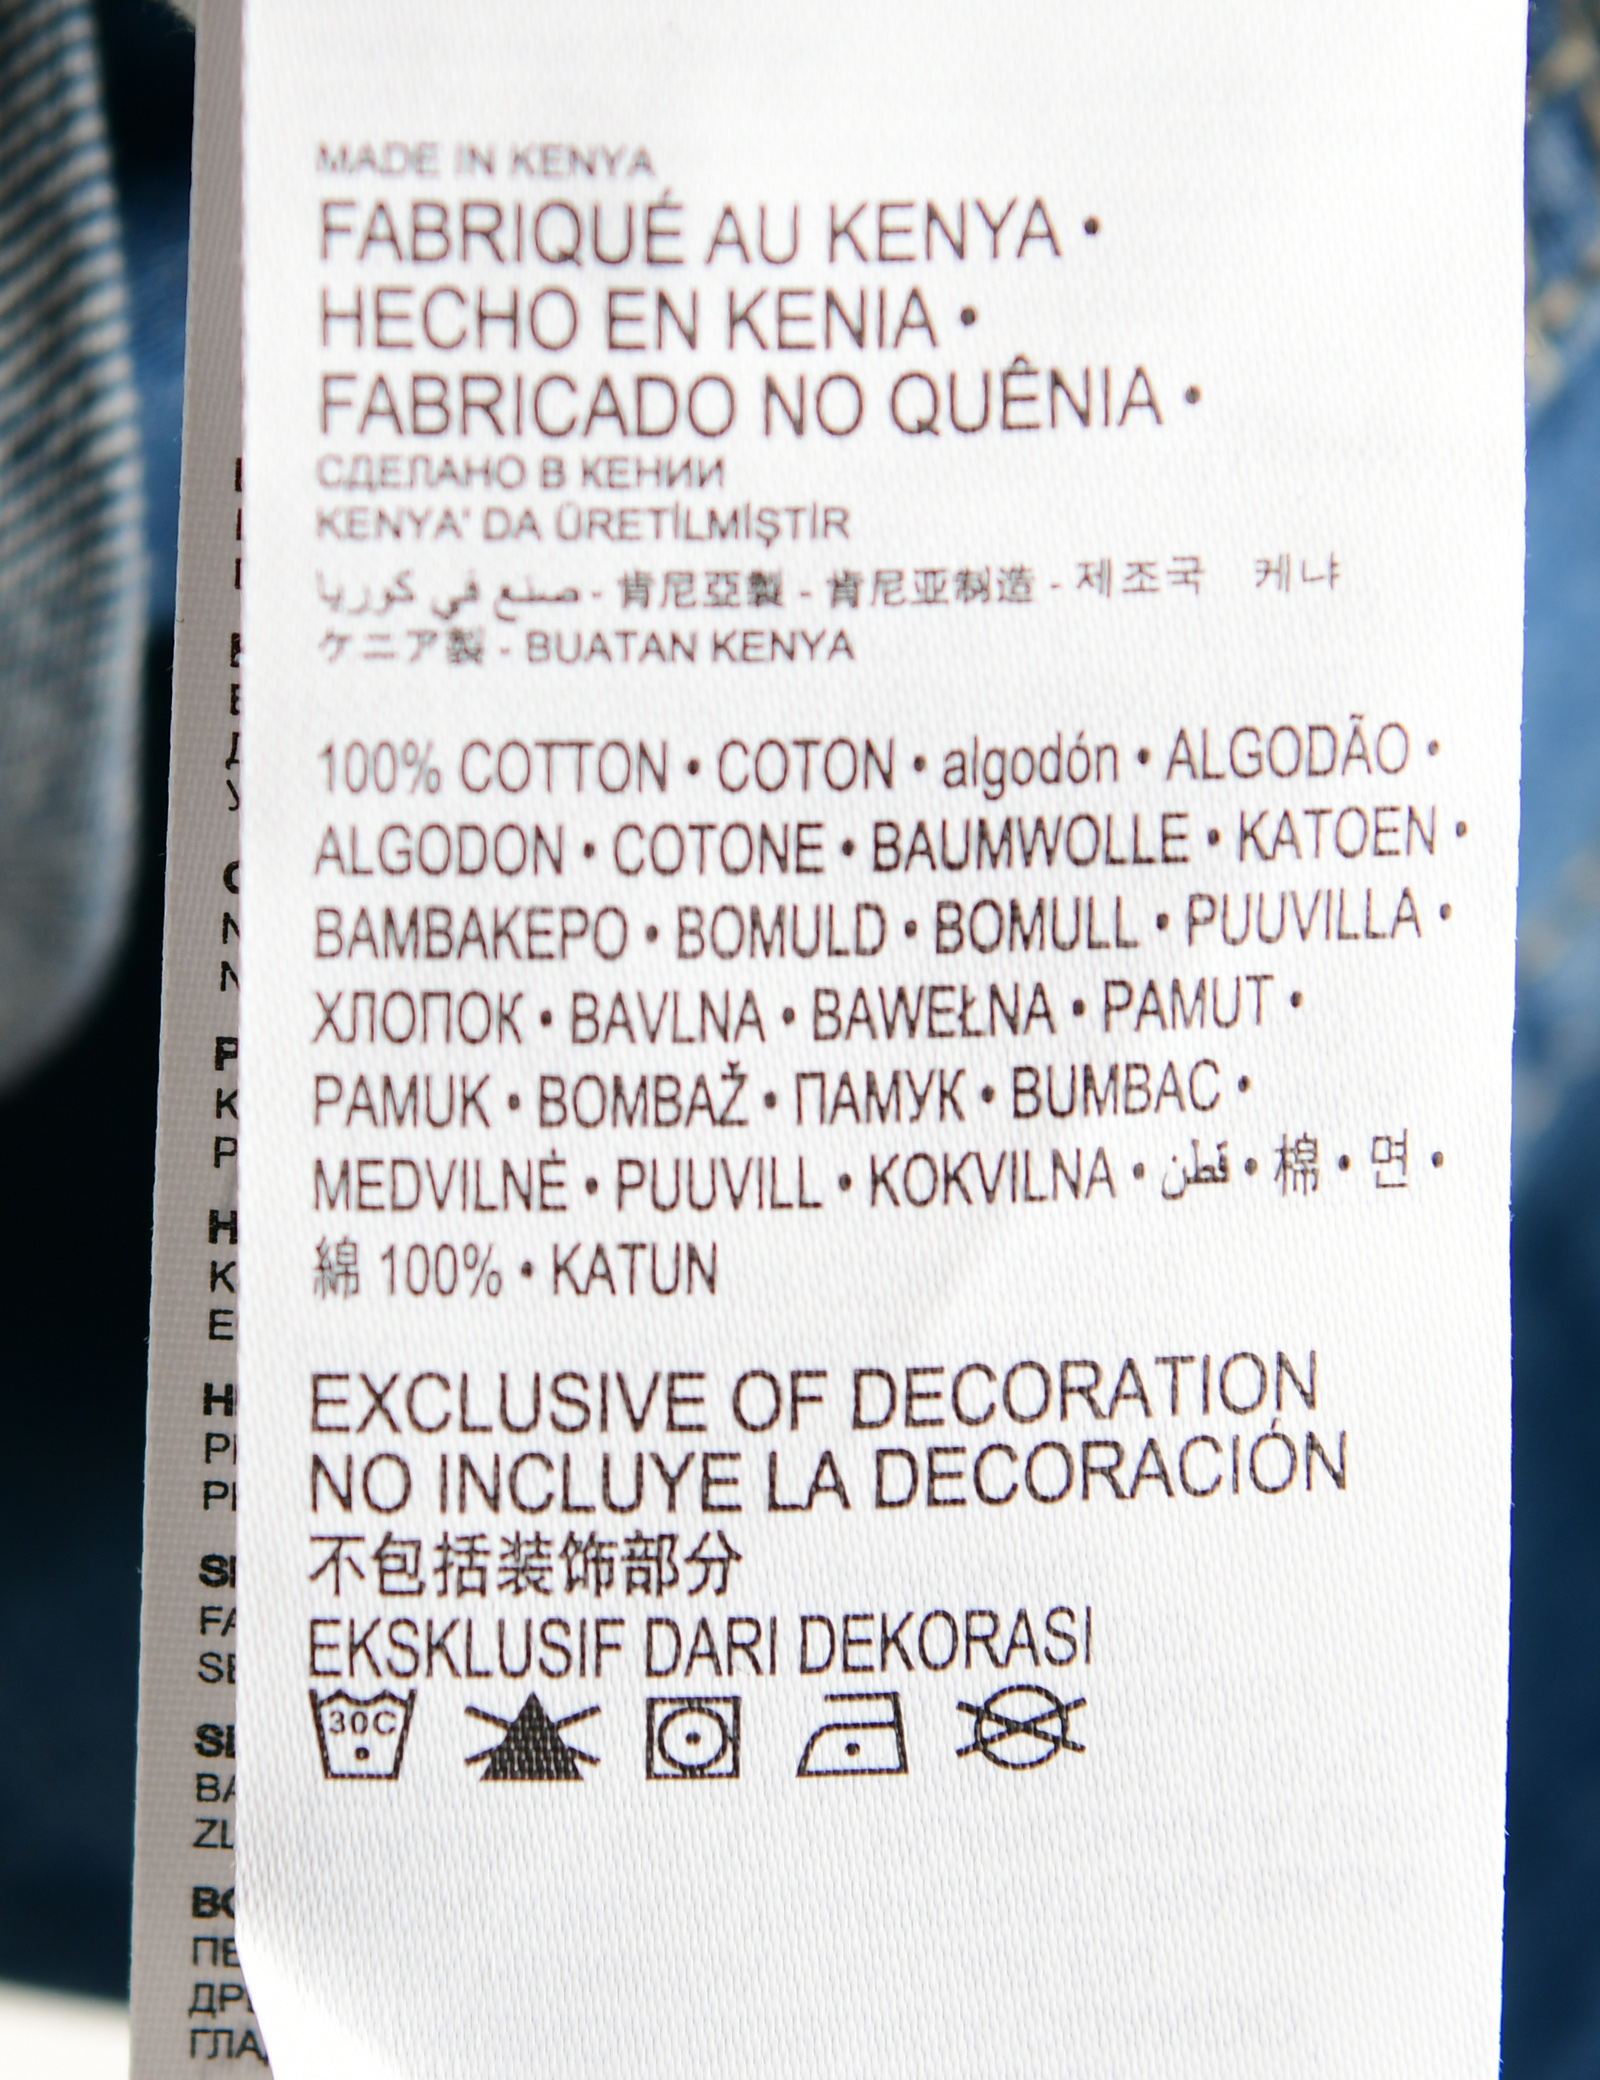 MADE IN KENYA
FABRIQUÉ AU KENYA •
HECHO EN KENIA •
FABRICADO NO QUÊNIA •
СДЕЛАНО В КЕНИИ
KENYA' DA ÜRETİLMİŞTİR
صنع في كوريا - 肯尼亞製 - 肯尼亚制造 - 제조국 케냐
ケニア製 - BUATAN KENYA
100% COTTON • COTON • algodón • ALGODÃO •
ALGODON • COTONE • BAUMWOLLE • KATOEN •
BAMBAKEPO • BOMULD • BOMULL • PUUVILLA •
ХЛОПОК • BAVLNA • BAWEŁNA • PAMUT •
PAMUK • BOMBAŽ • ПАМУК • BUMBAC •
MEDVILNĖ • PUUVILL • KOKVILNA • قطن • 棉 • 면 •
綿 100% • KATUN
EXCLUSIVE OF DECORATION
NO INCLUYE LA DECORACIÓN
不包括装饰部分
EKSKLUSIF DARI DEKORASI
30C